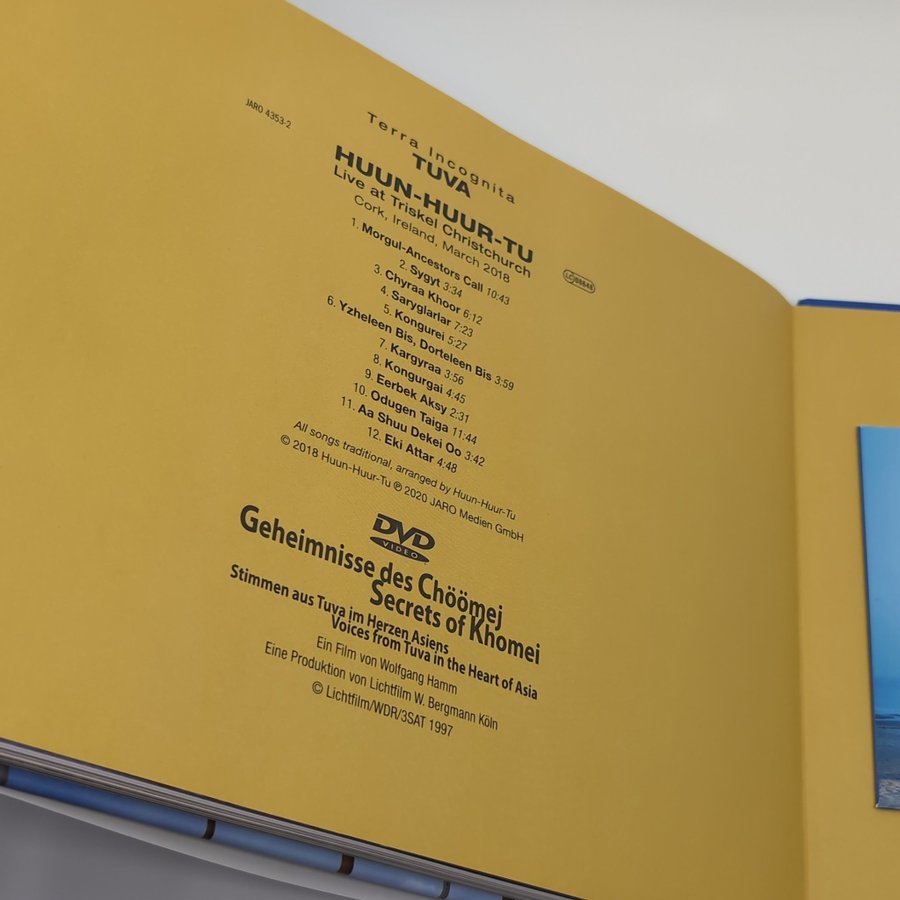 JARO 4353-2
Terra Incognita
TUVA
HUUN-HUUR-TU
Live at Triskel Christchurch
Cork, Ireland, March 2018
LC 08648
1. Morgul-Ancestors Call 10:43
2. Sygyt 3:34
3. Chyraa Khoor 6:12
4. Saryglarlar 7:23
5. Kongurei 5:27
6. Yzheleen Bis, Dorteleen Bis 3:59
7. Kargyraa 3:56
8. Kongurgai 4:45
9. Eerbek Aksy 2:31
10. Odugen Taiga 11:44
11. Aa Shuu Dekei Oo 3:42
12. Eki Attar 4:48
All songs traditional, arranged by Huun-Huur-Tu
© 2018 Huun-Huur-Tu ℗ 2020 JARO Medien GmbH
DVD
VIDEO
Geheimnisse des Chöömej
Secrets of Khomei
Stimmen aus Tuva im Herzen Asiens
Voices from Tuva in the Heart of Asia
Ein Film von Wolfgang Hamm
Eine Produktion von Lichtfilm W. Bergmann Köln
© Lichtfilm/WDR/3SAT 1997